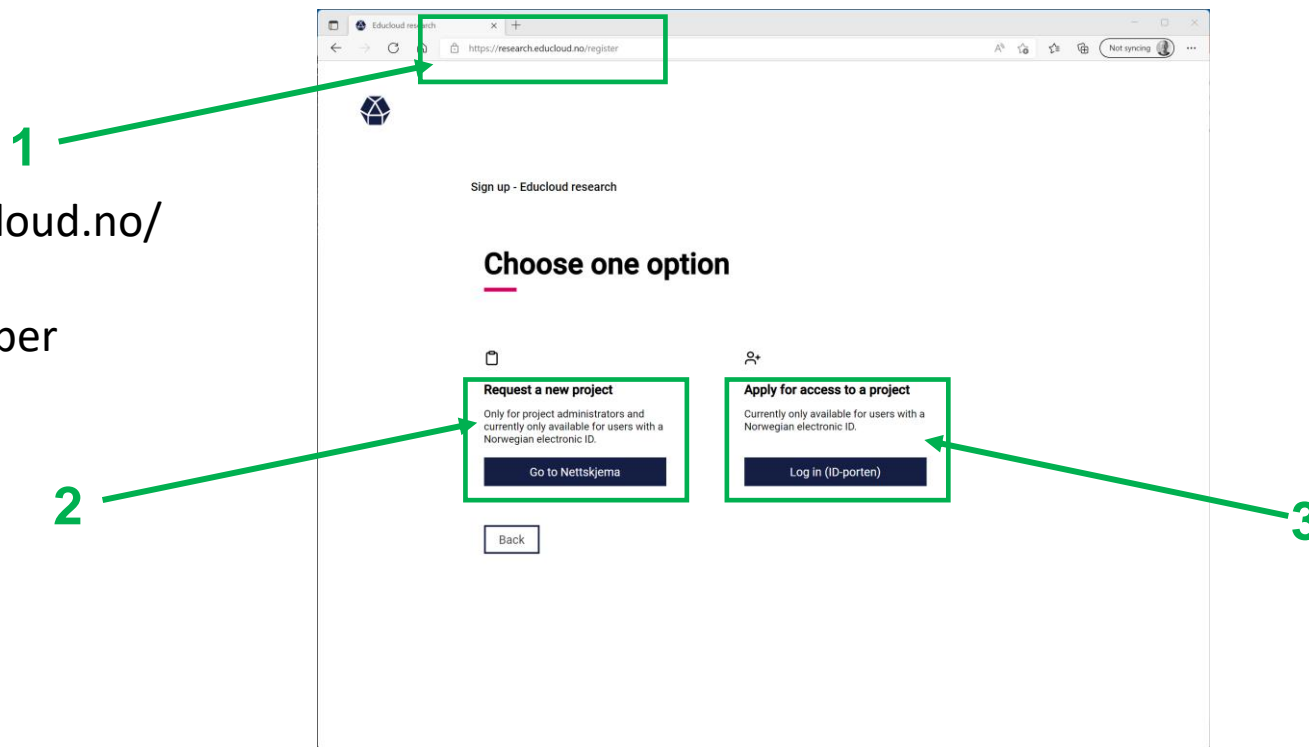 Educloud research
https://research.educloud.no/register
Not syncing
1
loud.no/
ber
2
3
Sign up - Educloud research
Choose one option
Request a new project
Only for project administrators and
currently only available for users with a
Norwegian electronic ID.
Go to Nettskjema
Apply for access to a project
Currently only available for users with a
Norwegian electronic ID.
Log in (ID-porten)
Back